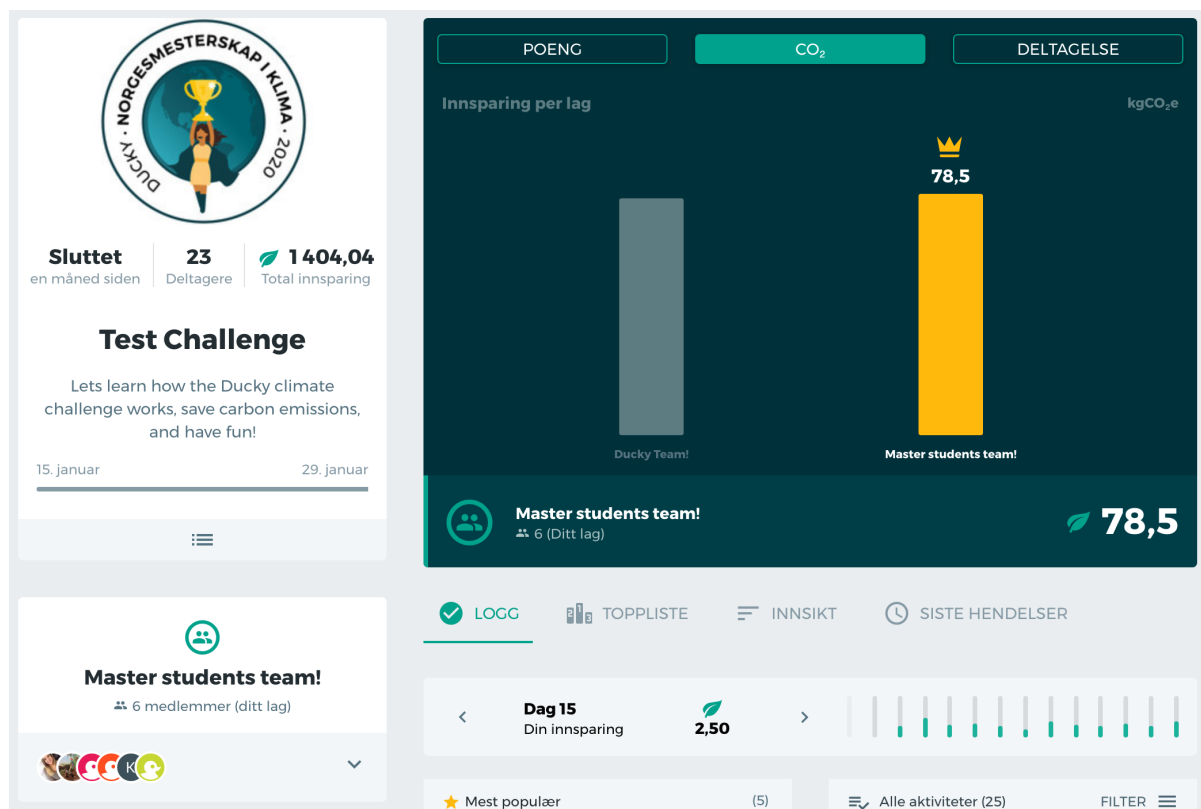 DUCKY · NORGESMESTERSKAP I KLIMA · 2020
Sluttet
en måned siden
23
Deltagere
1 404,04
Total innsparing
Test Challenge
Lets learn how the Ducky climate
challenge works, save carbon emissions,
and have fun!
15. januar
29. januar
Master students team!
6 medlemmer (ditt lag)
K
POENG
CO₂
DELTAGELSE
Innsparing per lag
kgCO₂e
78,5
Ducky Team!
Master students team!
Master students team!
6 (Ditt lag)
78,5
LOGG
TOPPLISTE
INNSIKT
SISTE HENDELSER
Dag 15
Din innsparing
2,50
Mest populær
(5)
Alle aktiviteter (25)
FILTER